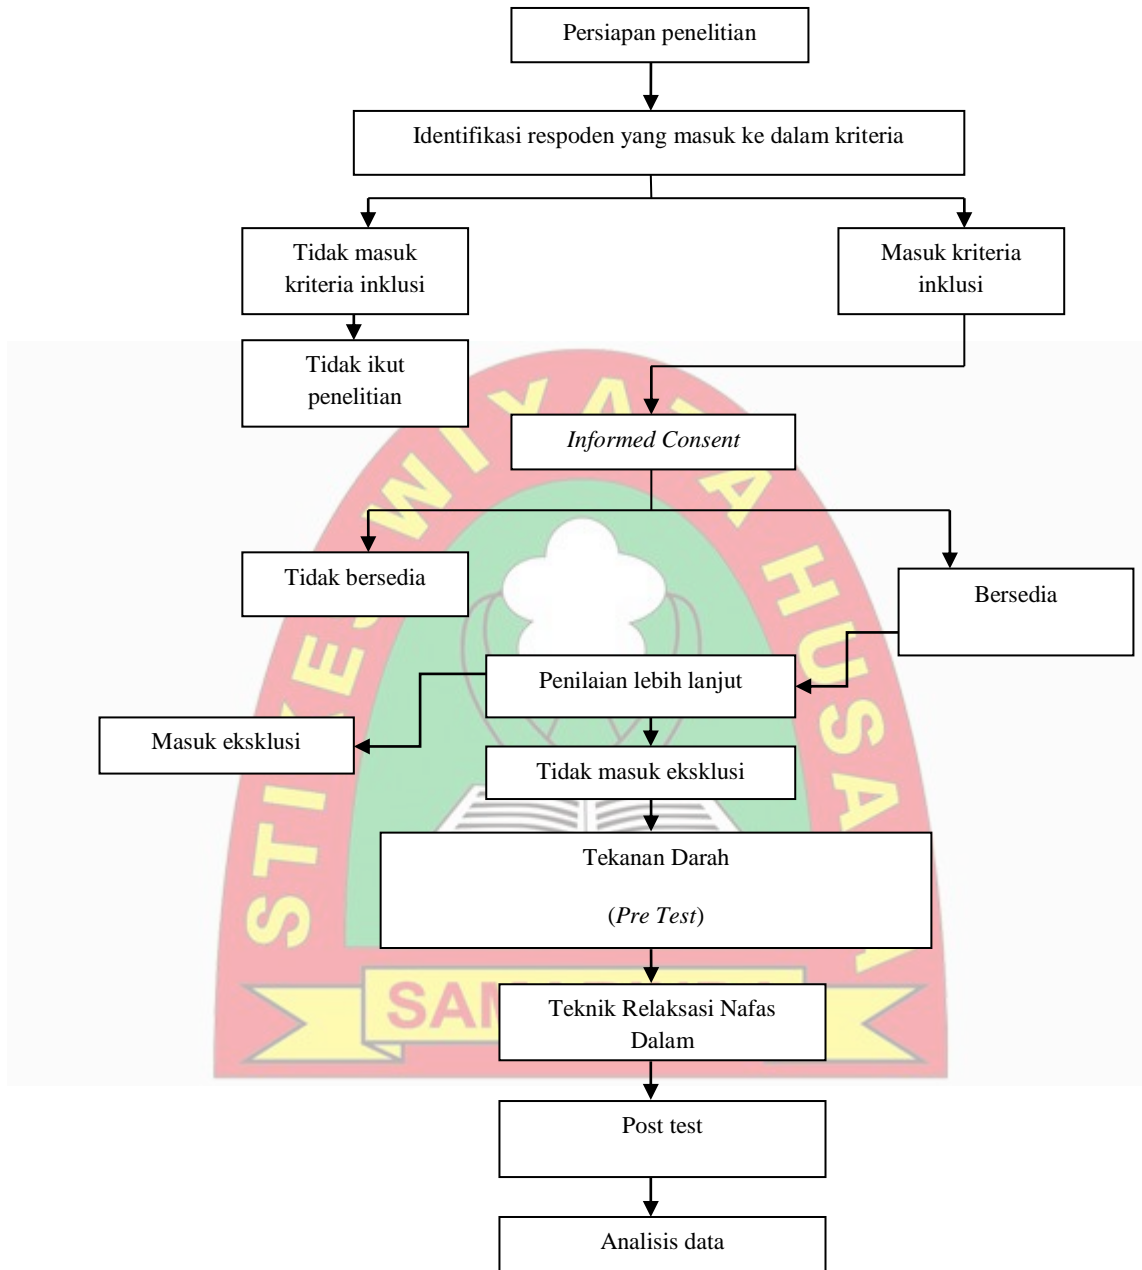 Persiapan penelitian
Identifikasi respoden yang masuk ke dalam kriteria
Tidak masuk
kriteria inklusi
Masuk kriteria
inklusi
Tidak ikut
penelitian
Informed Consent
Tidak bersedia
Bersedia
Penilaian lebih lanjut
Masuk eksklusi
Tidak masuk eksklusi
Tekanan Darah
(Pre Test)
Teknik Relaksasi Nafas
Dalam
Post test
Analisis data
HUSA